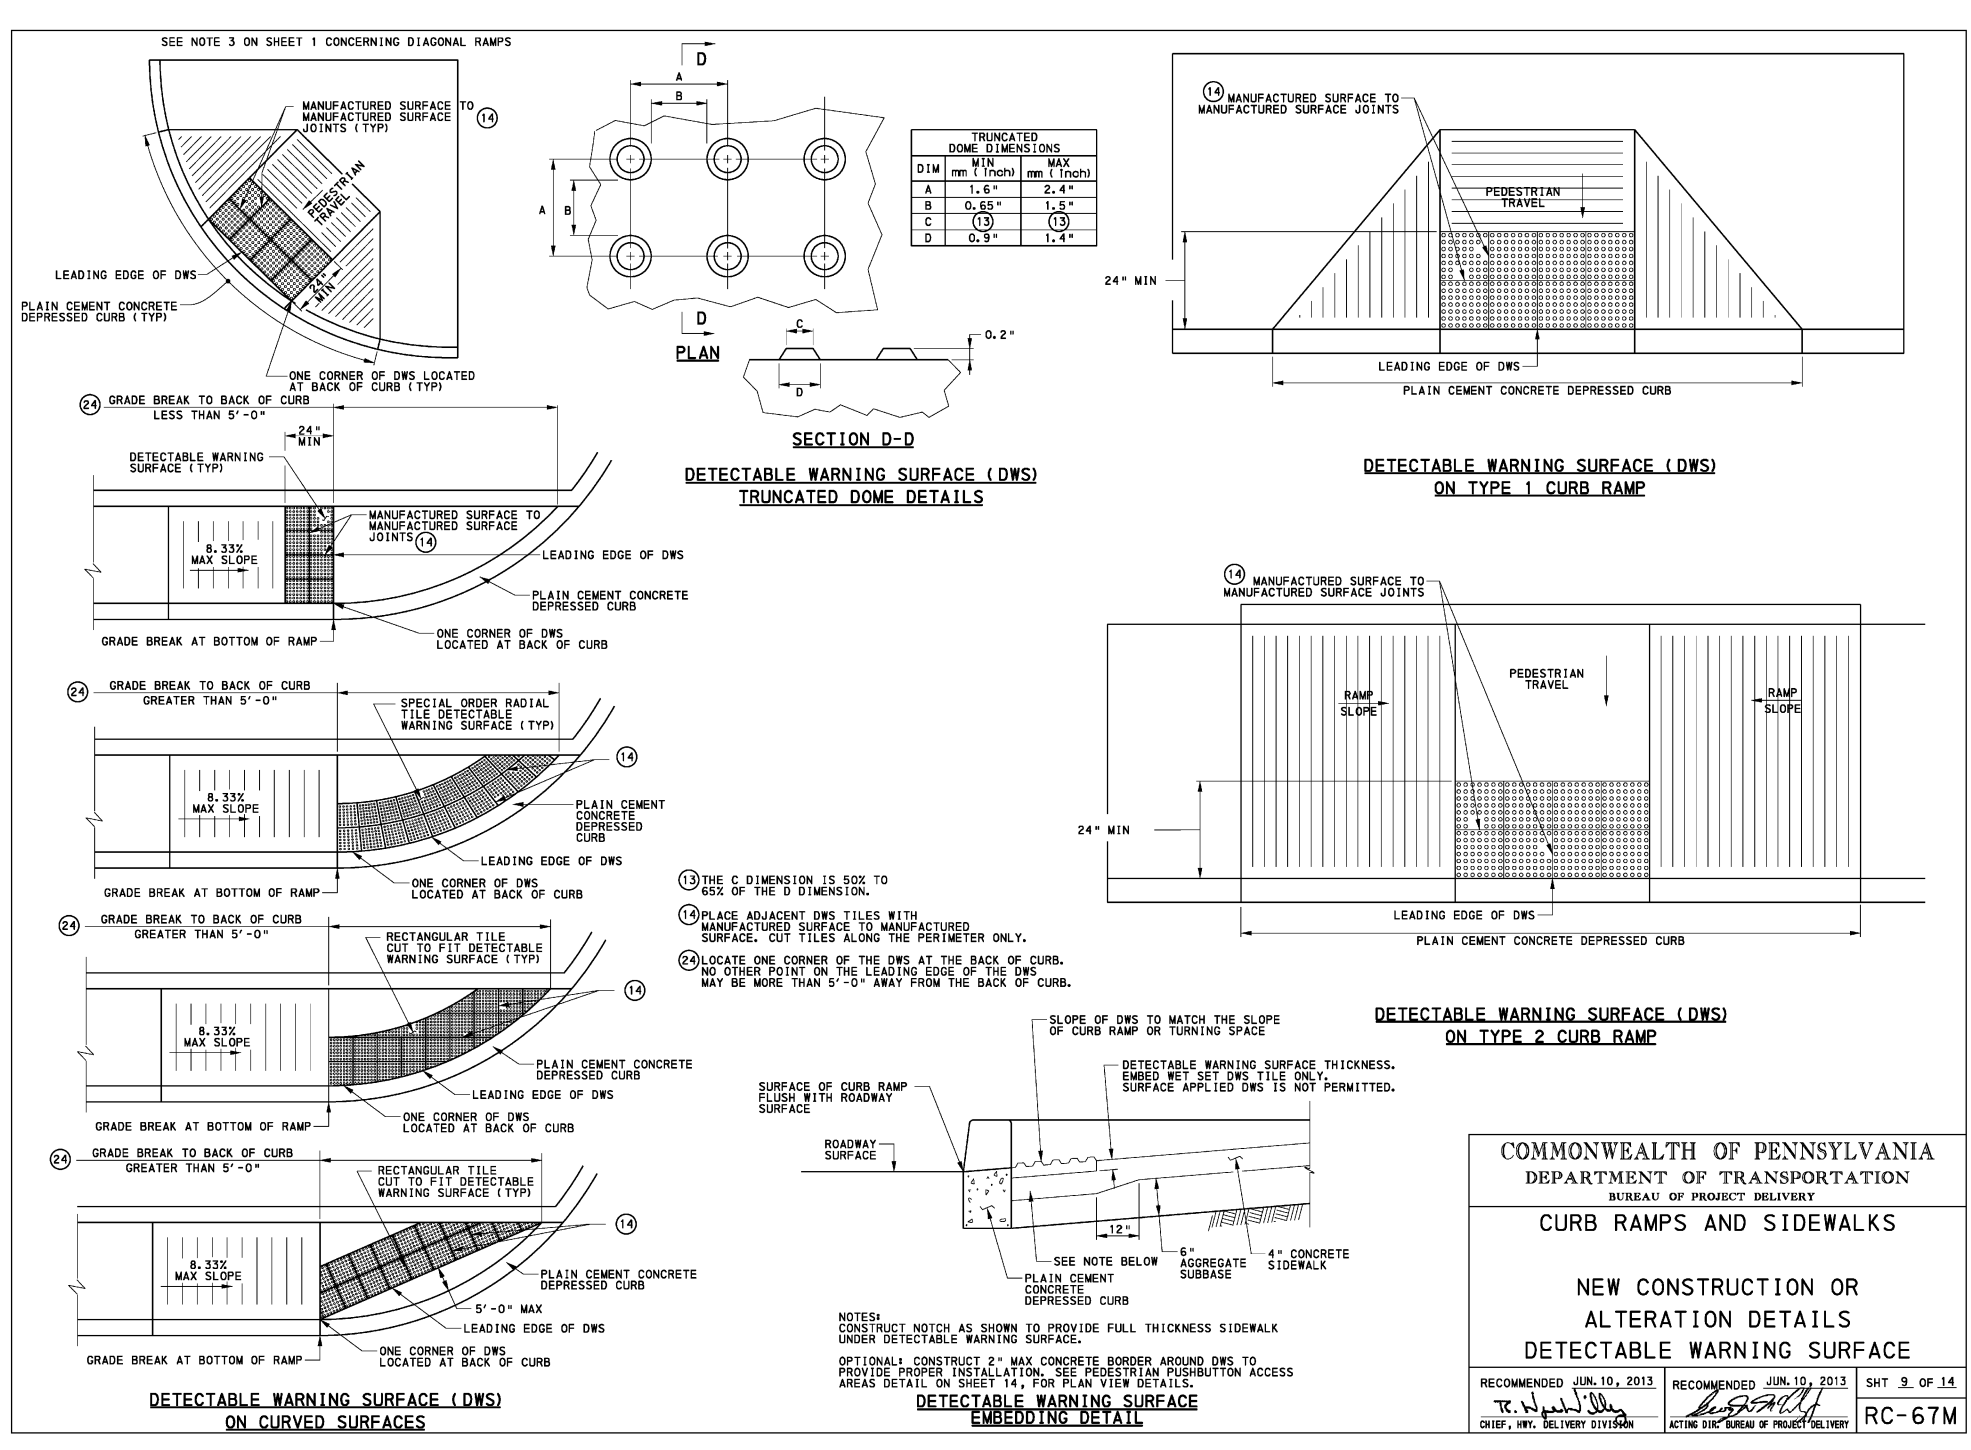 SEE NOTE 3 ON SHEET 1 CONCERNING DIAGONAL RAMPS
MANUFACTURED SURFACE TO
MANUFACTURED SURFACE
JOINTS (TYP)
14
PEDESTRIAN
TRAVEL
LEADING EDGE OF DWS
24"
MIN
PLAIN CEMENT CONCRETE
DEPRESSED CURB (TYP)
ONE CORNER OF DWS LOCATED
AT BACK OF CURB (TYP)
24
GRADE BREAK TO BACK OF CURB
LESS THAN 5'-0"
24"
MIN
DETECTABLE WARNING
SURFACE (TYP)
MANUFACTURED SURFACE TO
MANUFACTURED SURFACE
JOINTS 14
8.33%
MAX SLOPE
LEADING EDGE OF DWS
PLAIN CEMENT CONCRETE
DEPRESSED CURB
GRADE BREAK AT BOTTOM OF RAMP
ONE CORNER OF DWS
LOCATED AT BACK OF CURB
24
GRADE BREAK TO BACK OF CURB
GREATER THAN 5'-0"
SPECIAL ORDER RADIAL
TILE DETECTABLE
WARNING SURFACE (TYP)
14
8.33%
MAX SLOPE
PLAIN CEMENT
CONCRETE
DEPRESSED
CURB
LEADING EDGE OF DWS
GRADE BREAK AT BOTTOM OF RAMP
ONE CORNER OF DWS
LOCATED AT BACK OF CURB
24
GRADE BREAK TO BACK OF CURB
GREATER THAN 5'-0"
RECTANGULAR TILE
CUT TO FIT DETECTABLE
WARNING SURFACE (TYP)
14
8.33%
MAX SLOPE
PLAIN CEMENT CONCRETE
DEPRESSED CURB
LEADING EDGE OF DWS
GRADE BREAK AT BOTTOM OF RAMP
ONE CORNER OF DWS
LOCATED AT BACK OF CURB
24
GRADE BREAK TO BACK OF CURB
GREATER THAN 5'-0"
RECTANGULAR TILE
CUT TO FIT DETECTABLE
WARNING SURFACE (TYP)
14
8.33%
MAX SLOPE
PLAIN CEMENT CONCRETE
DEPRESSED CURB
5'-0" MAX
LEADING EDGE OF DWS
GRADE BREAK AT BOTTOM OF RAMP
ONE CORNER OF DWS
LOCATED AT BACK OF CURB
DETECTABLE WARNING SURFACE (DWS)
ON CURVED SURFACES
D
A
B
A
B
D
PLAN
TRUNCATED
DOME DIMENSIONS
DIM MIN mm (Inch) MAX mm (Inch)
A 1.6" 2.4"
B 0.65" 1.5"
C 13 13
D 0.9" 1.4"
C
0.2"
D
SECTION D-D
DETECTABLE WARNING SURFACE (DWS)
TRUNCATED DOME DETAILS
13 THE C DIMENSION IS 50% TO
65% OF THE D DIMENSION.
14 PLACE ADJACENT DWS TILES WITH
MANUFACTURED SURFACE TO MANUFACTURED
SURFACE. CUT TILES ALONG THE PERIMETER ONLY.
24 LOCATE ONE CORNER OF THE DWS AT THE BACK OF CURB.
NO OTHER POINT ON THE LEADING EDGE OF THE DWS
MAY BE MORE THAN 5'-0" AWAY FROM THE BACK OF CURB.
SLOPE OF DWS TO MATCH THE SLOPE
OF CURB RAMP OR TURNING SPACE
DETECTABLE WARNING SURFACE THICKNESS.
EMBED WET SET DWS TILE ONLY.
SURFACE APPLIED DWS IS NOT PERMITTED.
SURFACE OF CURB RAMP
FLUSH WITH ROADWAY
SURFACE
ROADWAY
SURFACE
12"
SEE NOTE BELOW
6"
AGGREGATE
SUBBASE
4" CONCRETE
SIDEWALK
PLAIN CEMENT
CONCRETE
DEPRESSED CURB
NOTES:
CONSTRUCT NOTCH AS SHOWN TO PROVIDE FULL THICKNESS SIDEWALK
UNDER DETECTABLE WARNING SURFACE.
OPTIONAL: CONSTRUCT 2" MAX CONCRETE BORDER AROUND DWS TO
PROVIDE PROPER INSTALLATION. SEE PEDESTRIAN PUSHBUTTON ACCESS
AREAS DETAIL ON SHEET 14, FOR PLAN VIEW DETAILS.
DETECTABLE WARNING SURFACE
EMBEDDING DETAIL
14 MANUFACTURED SURFACE TO
MANUFACTURED SURFACE JOINTS
PEDESTRIAN
TRAVEL
24" MIN
LEADING EDGE OF DWS
PLAIN CEMENT CONCRETE DEPRESSED CURB
DETECTABLE WARNING SURFACE (DWS)
ON TYPE 1 CURB RAMP
14 MANUFACTURED SURFACE TO
MANUFACTURED SURFACE JOINTS
PEDESTRIAN
TRAVEL
RAMP
SLOPE
RAMP
SLOPE
24" MIN
LEADING EDGE OF DWS
PLAIN CEMENT CONCRETE DEPRESSED CURB
DETECTABLE WARNING SURFACE (DWS)
ON TYPE 2 CURB RAMP
COMMONWEALTH OF PENNSYLVANIA
DEPARTMENT OF TRANSPORTATION
BUREAU OF PROJECT DELIVERY
CURB RAMPS AND SIDEWALKS
NEW CONSTRUCTION OR
ALTERATION DETAILS
DETECTABLE WARNING SURFACE
RECOMMENDED JUN. 10, 2013
CHIEF, HWY. DELIVERY DIVISION
RECOMMENDED JUN. 10, 2013
ACTING DIR. BUREAU OF PROJECT DELIVERY
SHT 9 OF 14
RC-67M